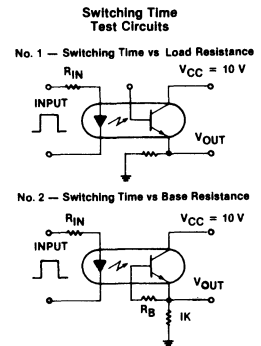 Switching Time
Test Circuits
No. 1 — Switching Time vs Load Resistance
RIN
VCC = 10 V
INPUT
VOUT
No. 2 — Switching Time vs Base Resistance
RIN
VCC = 10 V
INPUT
VOUT
RB
IK